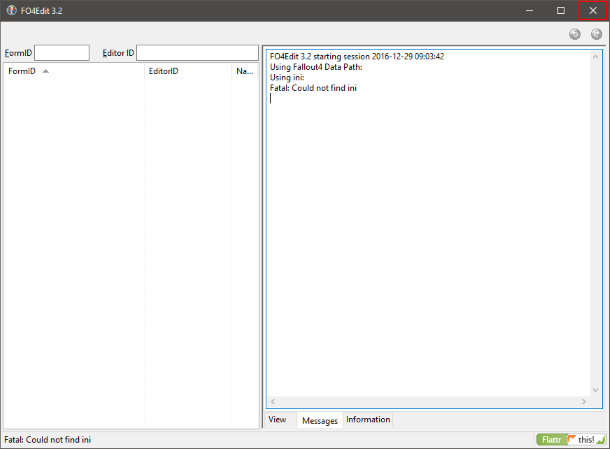 FO4Edit 3.2
FormID
Editor ID
FormID EditorID Na...
FO4Edit 3.2 starting session 2016-12-29 09:03:42
Using Fallout4 Data Path:
Using ini:
Fatal: Could not find ini
View Messages Information
Fatal: Could not find ini
Flattr this!